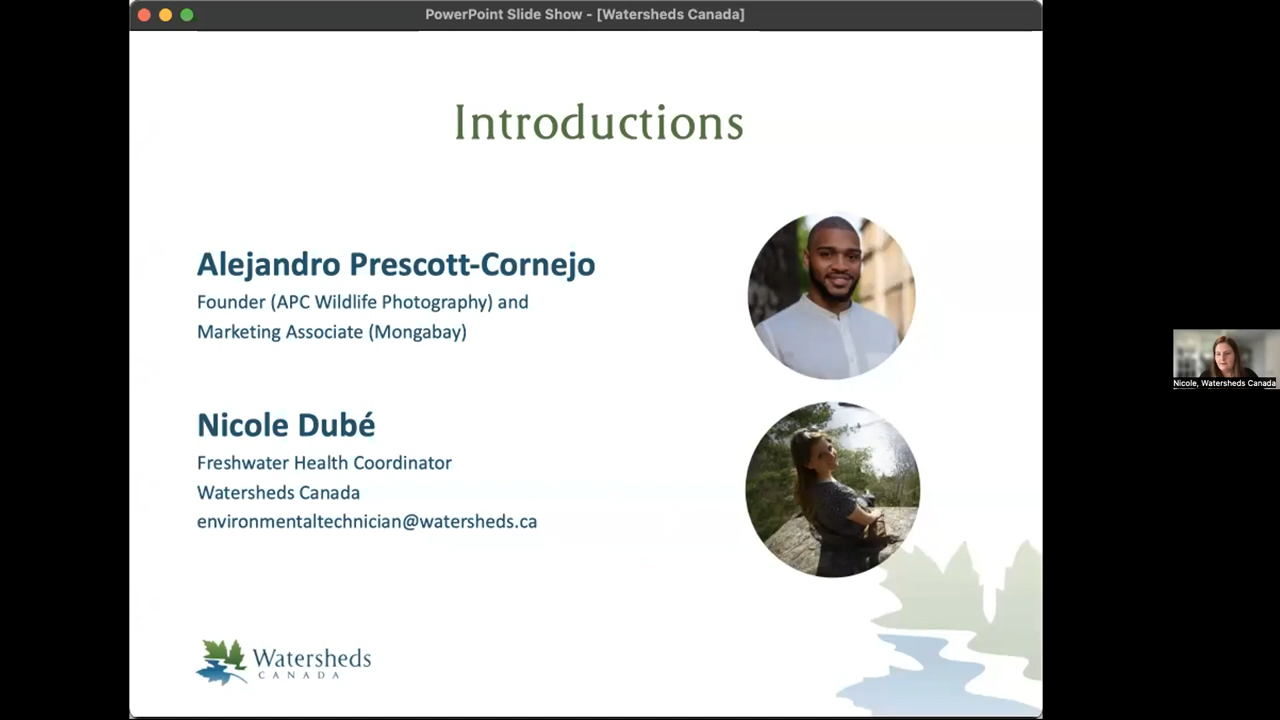 PowerPoint Slide Show - [Watersheds Canada]
Introductions
Alejandro Prescott-Cornejo
Founder (APC Wildlife Photography) and
Marketing Associate (Mongabay)
Nicole Dubé
Freshwater Health Coordinator
Watersheds Canada
environmentaltechnician@watersheds.ca
Nicole, Watersheds Canada
Watersheds
CANADA